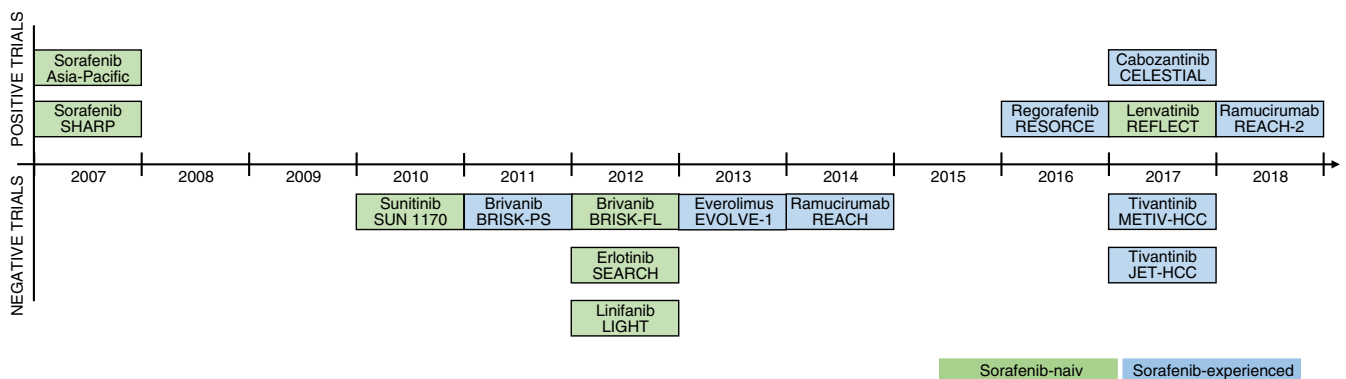 POSITIVE TRIALS
Sorafenib
Asia-Pacific
Cabozantinib
CELESTIAL
Sorafenib
SHARP
Regorafenib
RESORCE
Lenvatinib
REFLECT
Ramucirumab
REACH-2
2007 2008 2009 2010 2011 2012 2013 2014 2015 2016 2017 2018
NEGATIVE TRIALS
Sunitinib
SUN 1170
Brivanib
BRISK-PS
Brivanib
BRISK-FL
Everolimus
EVOLVE-1
Ramucirumab
REACH
Tivantinib
METIV-HCC
Erlotinib
SEARCH
Tivantinib
JET-HCC
Linifanib
LIGHT
Sorafenib-naiv
Sorafenib-experienced